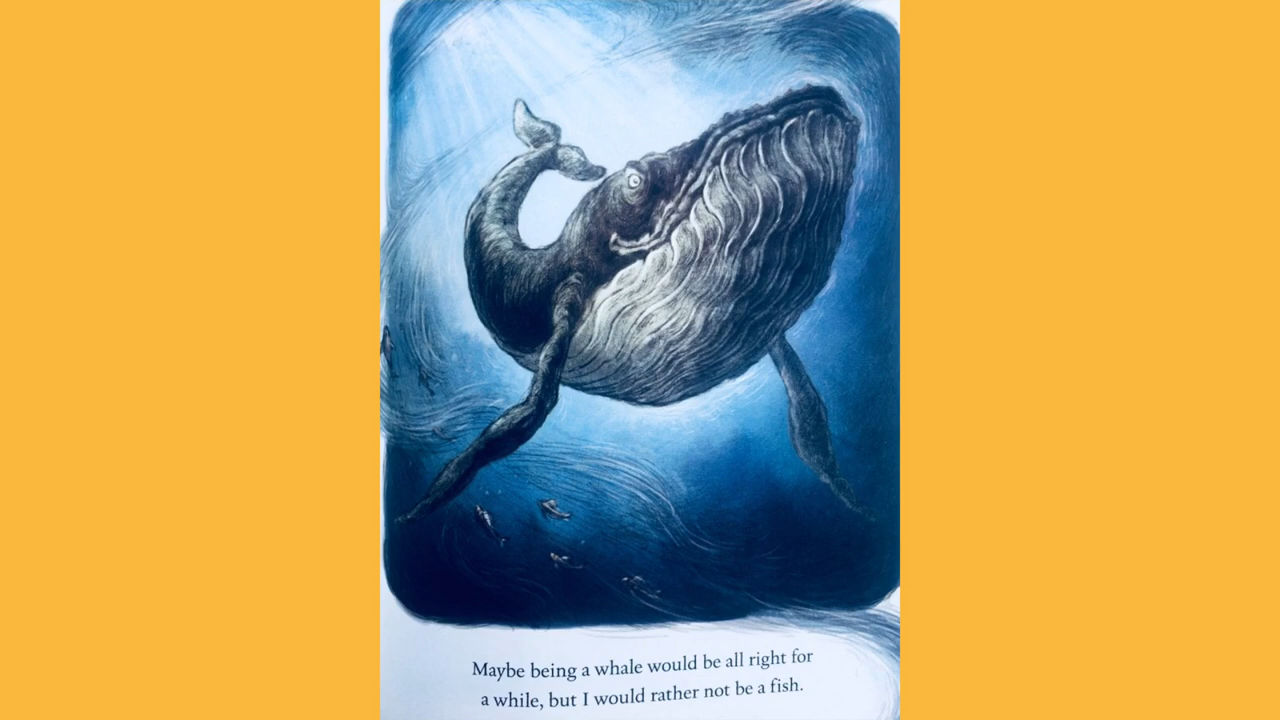 Maybe being a whale would be all right for
a while, but I would rather not be a fish.